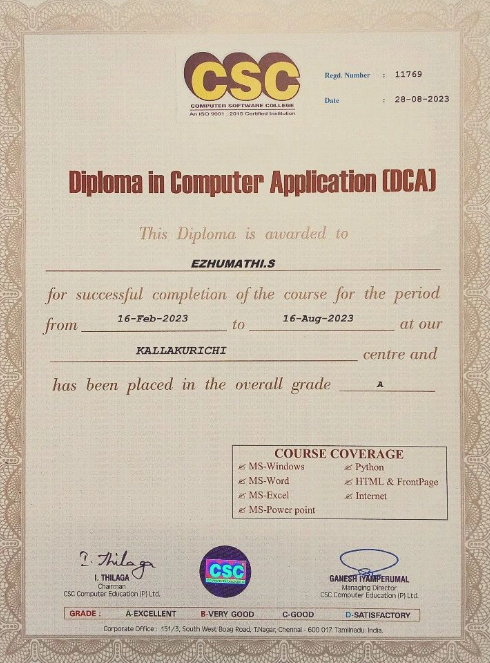 CSC
COMPUTER SOFTWARE COLLEGE
An ISO 9001 : 2015 Certified Institution
Regd. Number : 11769
Date : 28-08-2023
Diploma in Computer Application (DCA)
This Diploma is awarded to
EZHUMATHI.S
for successful completion of the course for the period
from 16-Feb-2023 to 16-Aug-2023 at our
KALLAKURICHI centre and
has been placed in the overall grade A
COURSE COVERAGE
MS-Windows
MS-Word
MS-Excel
MS-Power point
Python
HTML & FrontPage
Internet
I. Thilaga
I. THILAGA
Chairman
CSC Computer Education (P) Ltd.
CSC
GANESH IYAMPERUMAL
Managing Director
CSC Computer Education (P) Ltd.
GRADE : A-EXCELLENT B-VERY GOOD C-GOOD D-SATISFACTORY
Corporate Office : 151/3, South West Boag Road, T.Nagar, Chennai - 600 017. Tamilnadu. India.